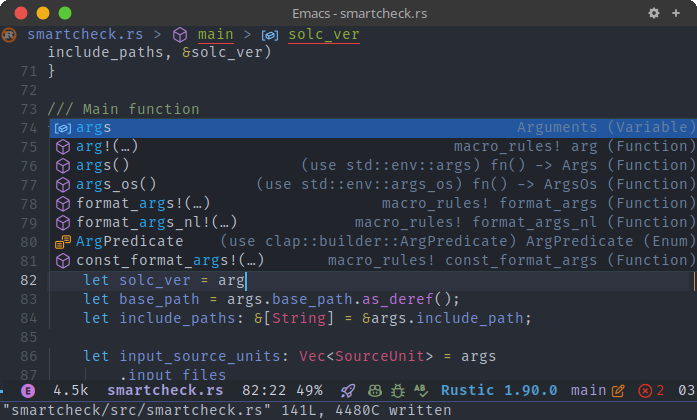 Emacs - smartcheck.rs
smartcheck.rs > main > solc_ver
include_paths, &solc_ver)
71 }
72
73 /// Main function
74 args Arguments (Variable)
75 arg!(…) macro_rules! arg (Function)
76 args() (use std::env::args) fn() -> Args (Function)
77 args_os() (use std::env::args_os) fn() -> ArgsOs (Function)
78 format_args!(…) macro_rules! format_args (Function)
79 format_args_nl!(…) macro_rules! format_args_nl (Function)
80 ArgPredicate (use clap::builder::ArgPredicate) ArgPredicate (Enum)
81 const_format_args!(…) macro_rules! const_format_args (Function)
82 let solc_ver = arg
83 let base_path = args.base_path.as_deref();
84 let include_paths: &[String] = &args.include_path;
85
86 let input_source_units: Vec<SourceUnit> = args
87 .input_files
E 4.5k smartcheck.rs 82:22 49% Rustic 1.90.0 main 2 03
"smartcheck/src/smartcheck.rs" 141L, 4480C written